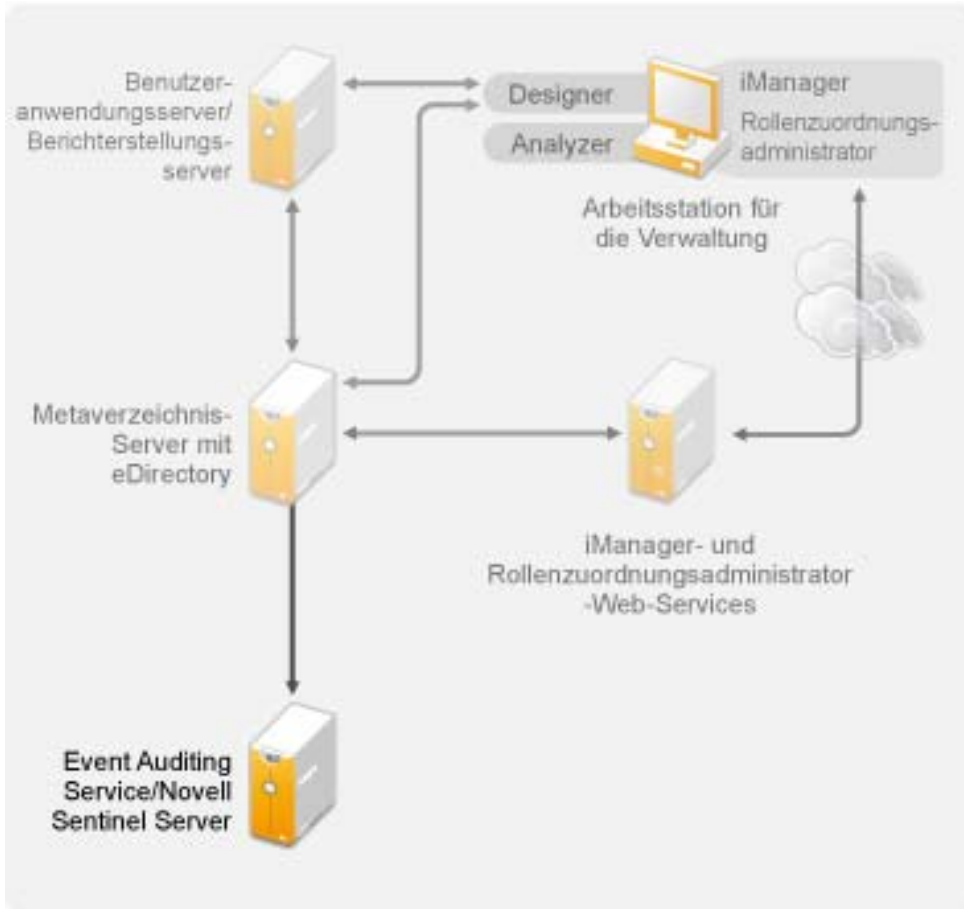 Benutzer-
anwendungsserver/
Berichterstellungs-
server
Designer
Analyzer
iManager
Rollenzuordnungs-
administrator
Arbeitsstation für
die Verwaltung
Metaverzeichnis-
Server mit
eDirectory
iManager- und
Rollenzuordnungsadministrator
-Web-Services
Event Auditing
Service/Novell
Sentinel Server